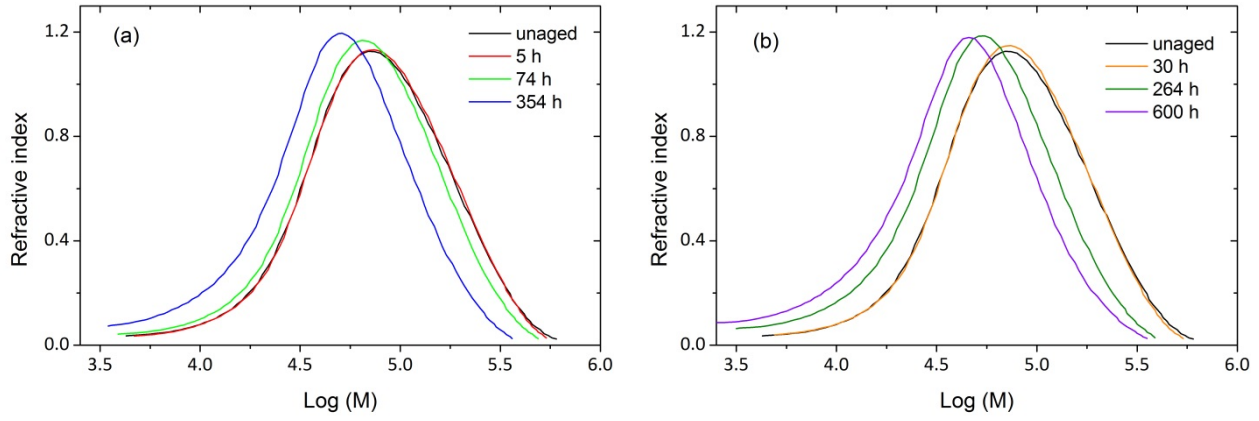 (a)
unaged
5 h
74 h
354 h
Refractive index
1.2
0.8
0.4
0.0
3.5 4.0 4.5 5.0 5.5 6.0
Log (M)
(b)
unaged
30 h
264 h
600 h
Refractive index
1.2
0.8
0.4
0.0
3.5 4.0 4.5 5.0 5.5 6.0
Log (M)